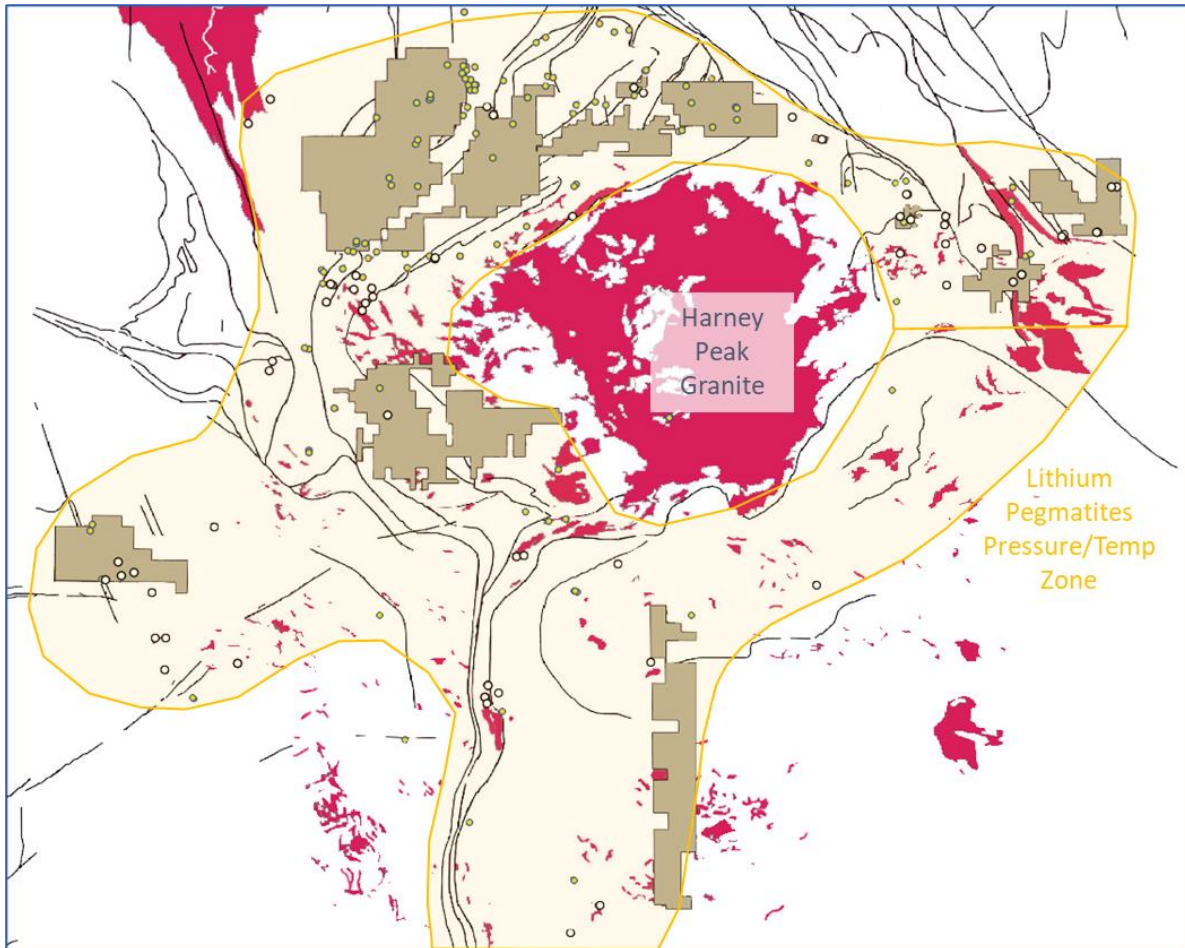 Harney
Peak
Granite
Lithium
Pegmatites
Pressure/Temp
Zone